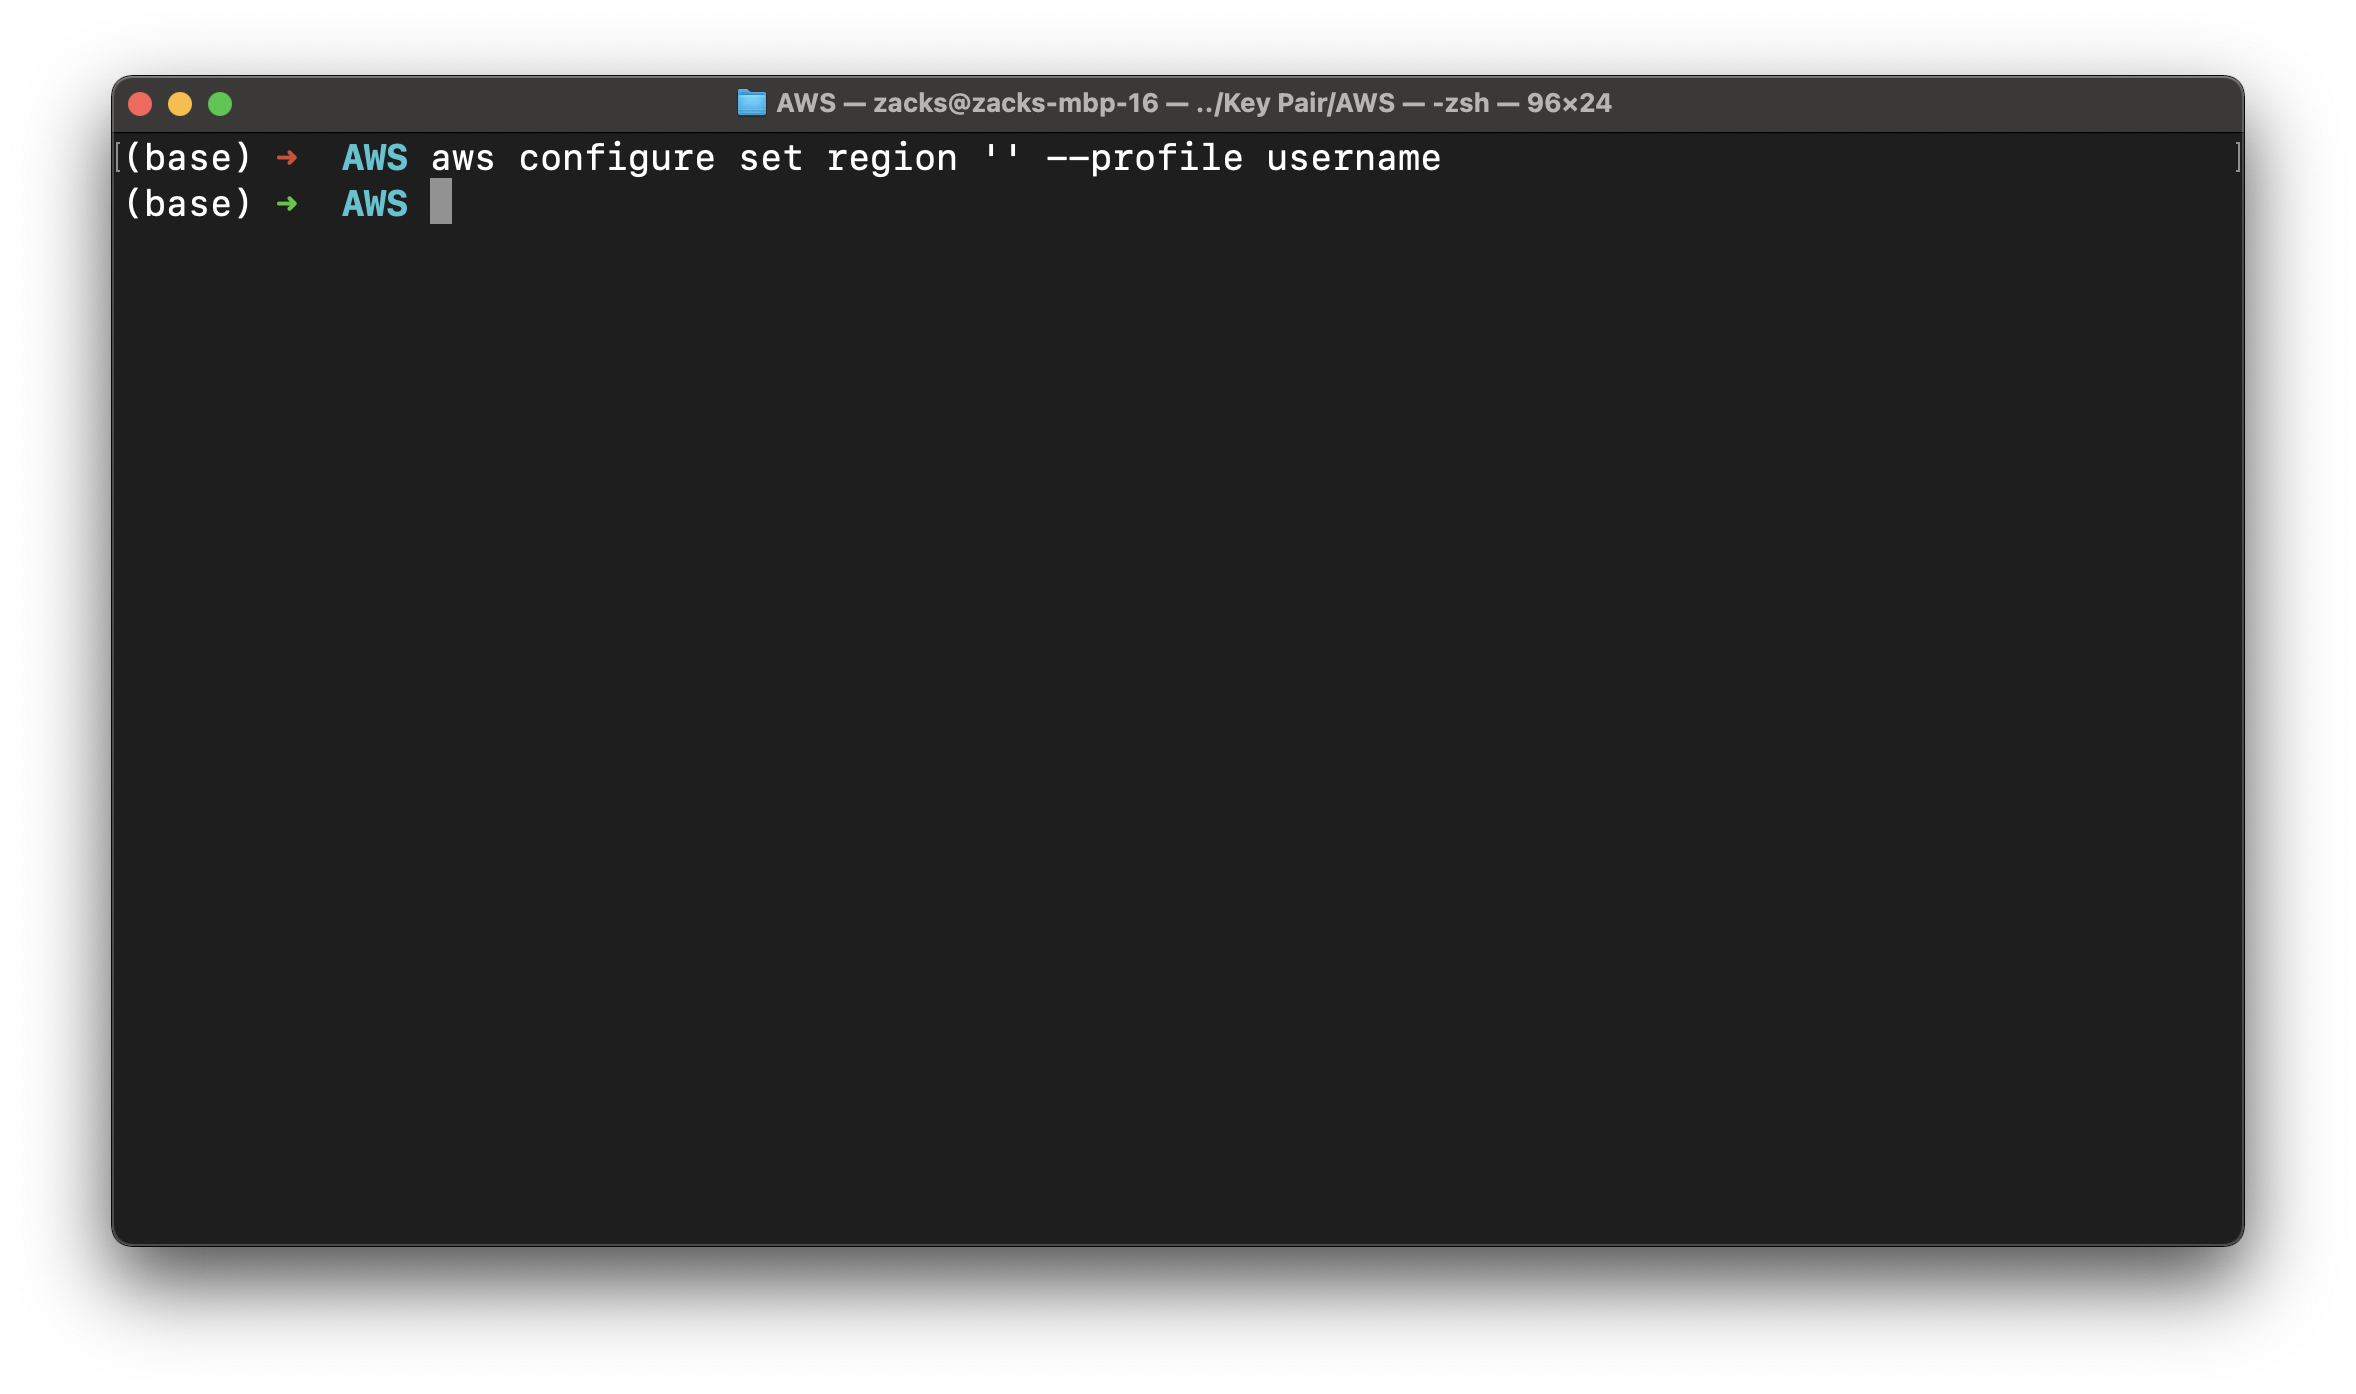 AWS — zacks@zacks-mbp-16 — ../Key Pair/AWS — -zsh — 96×24
[(base) ➜  AWS aws configure set region '' --profile username ]
(base) ➜  AWS